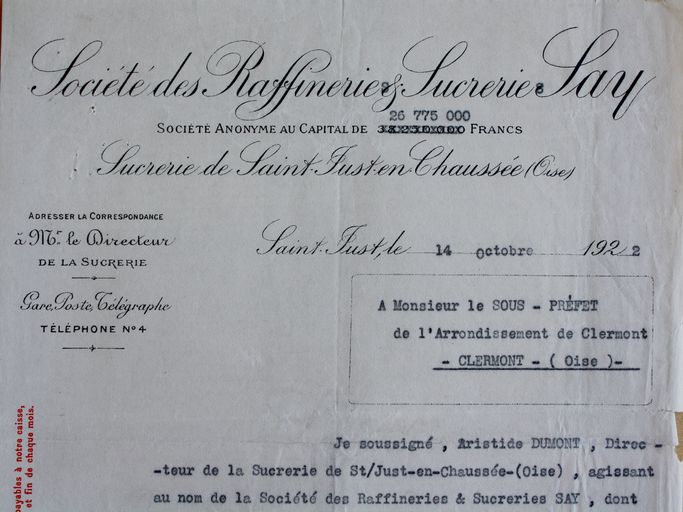 Société des Raffineries & Sucreries Say
26 775 000
SOCIÉTÉ ANONYME AU CAPITAL DE FRANCS
Sucrerie de Saint-Just-en-Chaussée (Oise)
ADRESSER LA CORRESPONDANCE
à Mr le Directeur
DE LA SUCRERIE
Gare, Poste, Télégraphe
TÉLÉPHONE No 4
Saint-Just, le 14 Octobre 1922
A Monsieur le SOUS - PRÉFET
de l'Arrondissement de Clermont
- CLERMONT - ( Oise )-
Je soussigné , Aristide DUMONT , Direc -
-teur de la Sucrerie de St/Just-en-Chaussée-(Oise) , agissant
au nom de la Société des Raffineries & Sucreries SAY , dont
payables à notre caisse,
et fin de chaque mois.